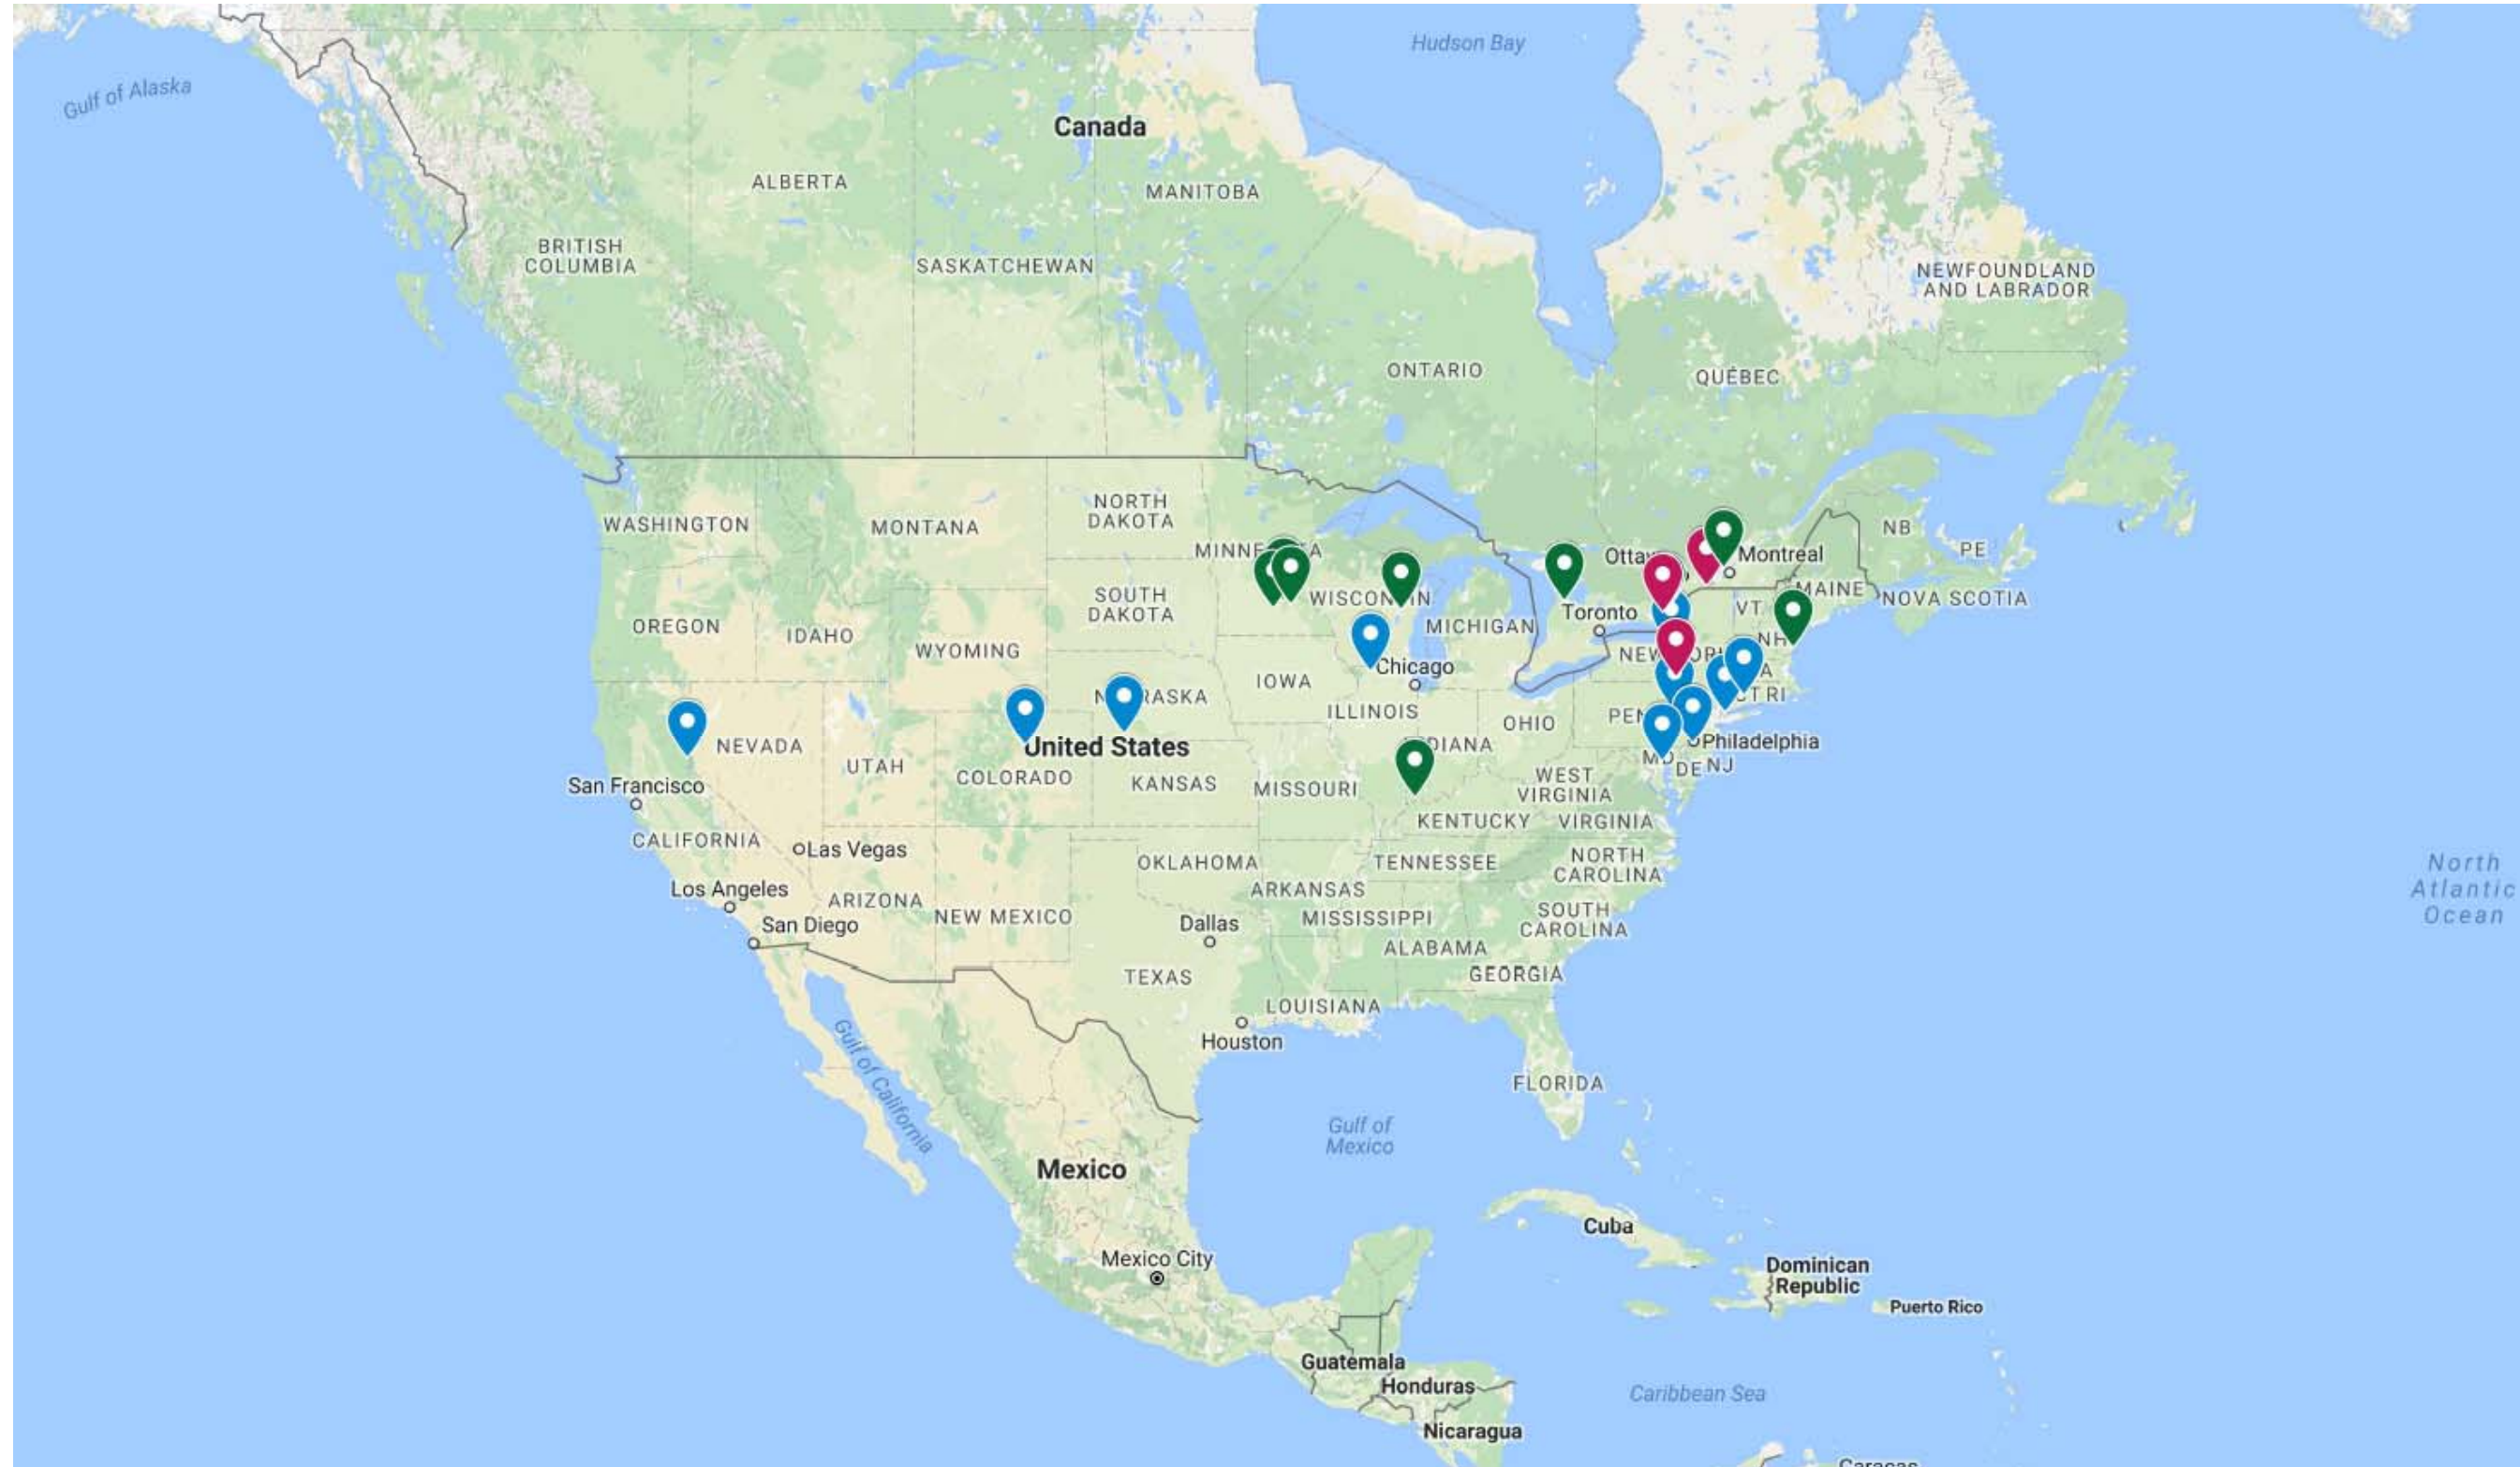 Hudson Bay
Gulf of Alaska
Canada
ALBERTA
MANITOBA
BRITISH
COLUMBIA
SASKATCHEWAN
NEWFOUNDLAND
AND LABRADOR
ONTARIO
QUÉBEC
NORTH
DAKOTA
WASHINGTON
MONTANA
NB
PE
Montreal
MAINE
NOVA SCOTIA
SOUTH
DAKOTA
VT
Toronto
OREGON
IDAHO
MICHIGAN
NH
WYOMING
Chicago
IOWA
RI
ILLINOIS
OHIO
NEVADA
United States
Philadelphia
MD
DE
NJ
UTAH
COLORADO
KANSAS
MISSOURI
WEST
VIRGINIA
San Francisco
KENTUCKY
VIRGINIA
CALIFORNIA
Las Vegas
OKLAHOMA
TENNESSEE
NORTH
CAROLINA
North
Atlantic
Ocean
Los Angeles
ARIZONA
ARKANSAS
NEW MEXICO
San Diego
Dallas
MISSISSIPPI
SOUTH
CAROLINA
ALABAMA
TEXAS
GEORGIA
LOUISIANA
Houston
Gulf of California
FLORIDA
Gulf of
Mexico
Mexico
Cuba
Mexico City
Dominican
Republic
Puerto Rico
Guatemala
Honduras
Caribbean Sea
Nicaragua